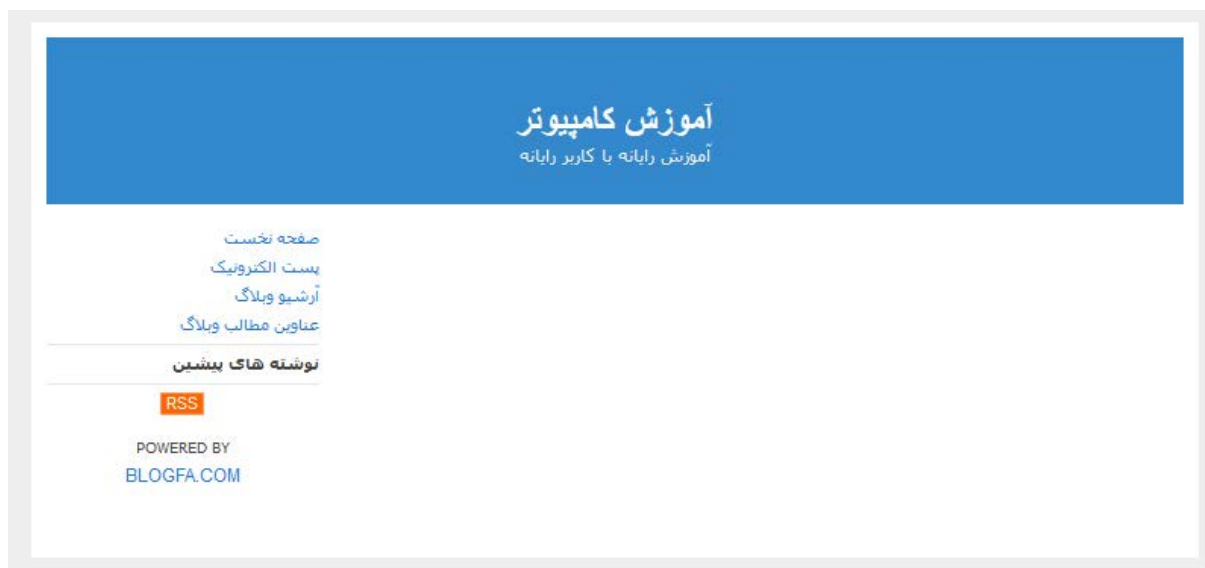 آموزش کامپیوتر
آموزش رایانه با کاربر رایانه
صفحه نخست
پست الکترونیک
آرشیو وبلاگ
عناوین مطالب وبلاگ
نوشته های پیشین
RSS
POWERED BY
BLOGFA.COM